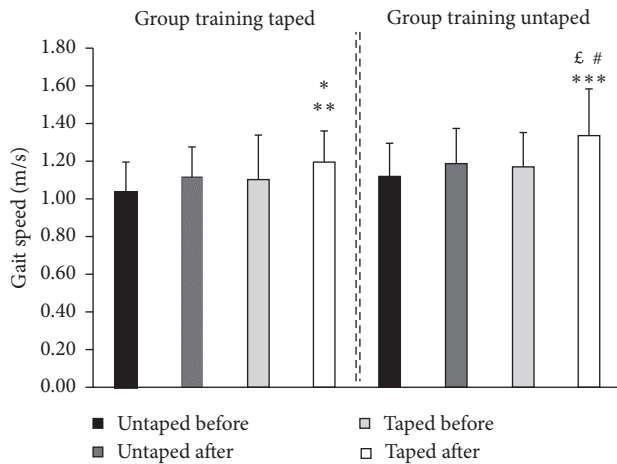 Group training taped
Group training untaped
Gait speed (m/s)
1.80
1.60
1.40
1.20
1.00
0.80
0.60
0.40
0.20
0.00
*
**
£ #
***
Untaped before
Untaped after
Taped before
Taped after